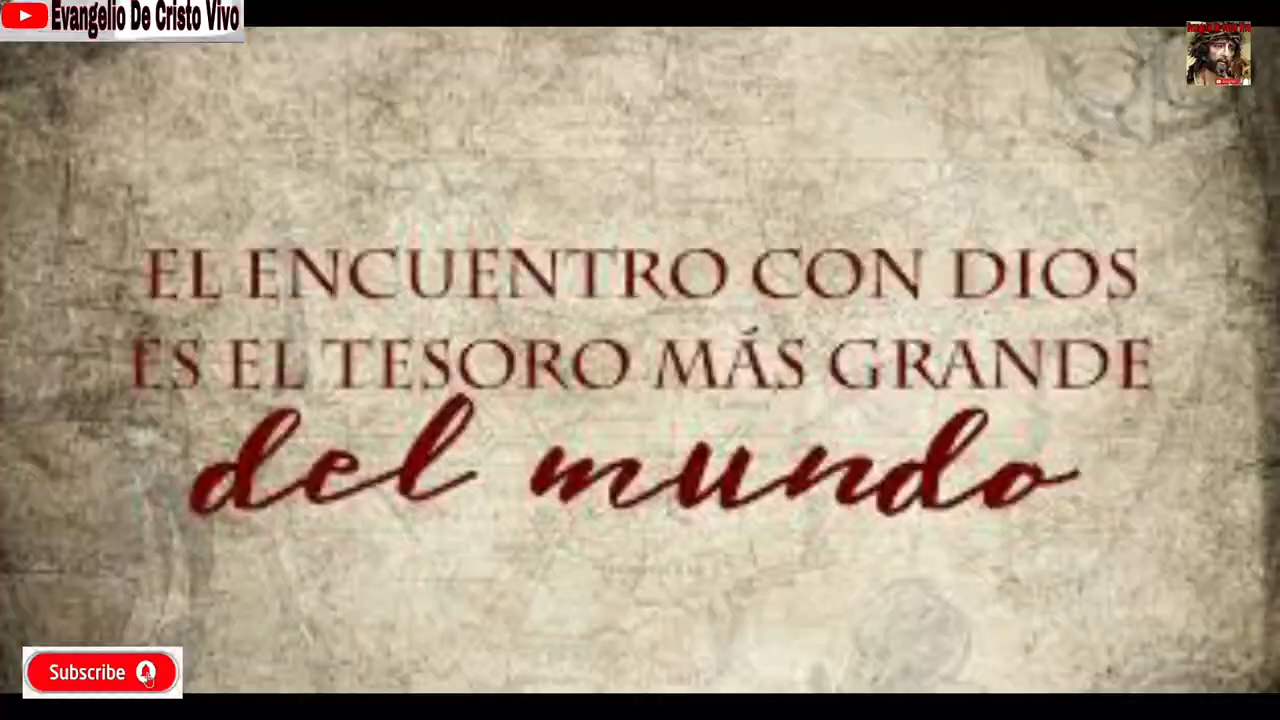 Evangelio De Cristo Vivo
EL ENCUENTRO CON DIOS
ES EL TESORO MÁS GRANDE
del mundo
Subscribe